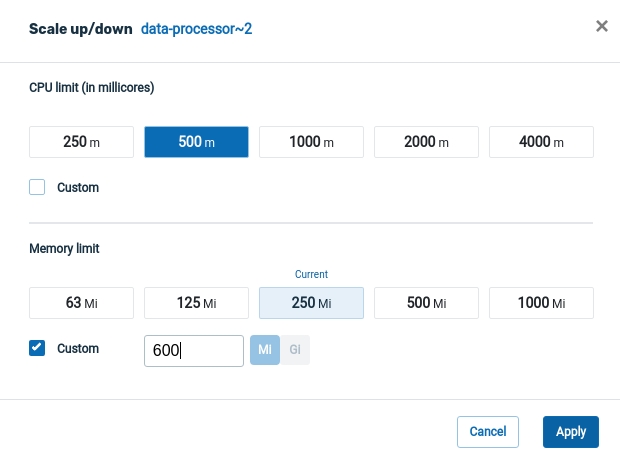 Scale up/down data-processor~2
CPU limit (in millicores)
250 m 500 m 1000 m 2000 m 4000 m
Custom
Memory limit
Current
63 Mi 125 Mi 250 Mi 500 Mi 1000 Mi
Custom 600 MI GI
Cancel Apply